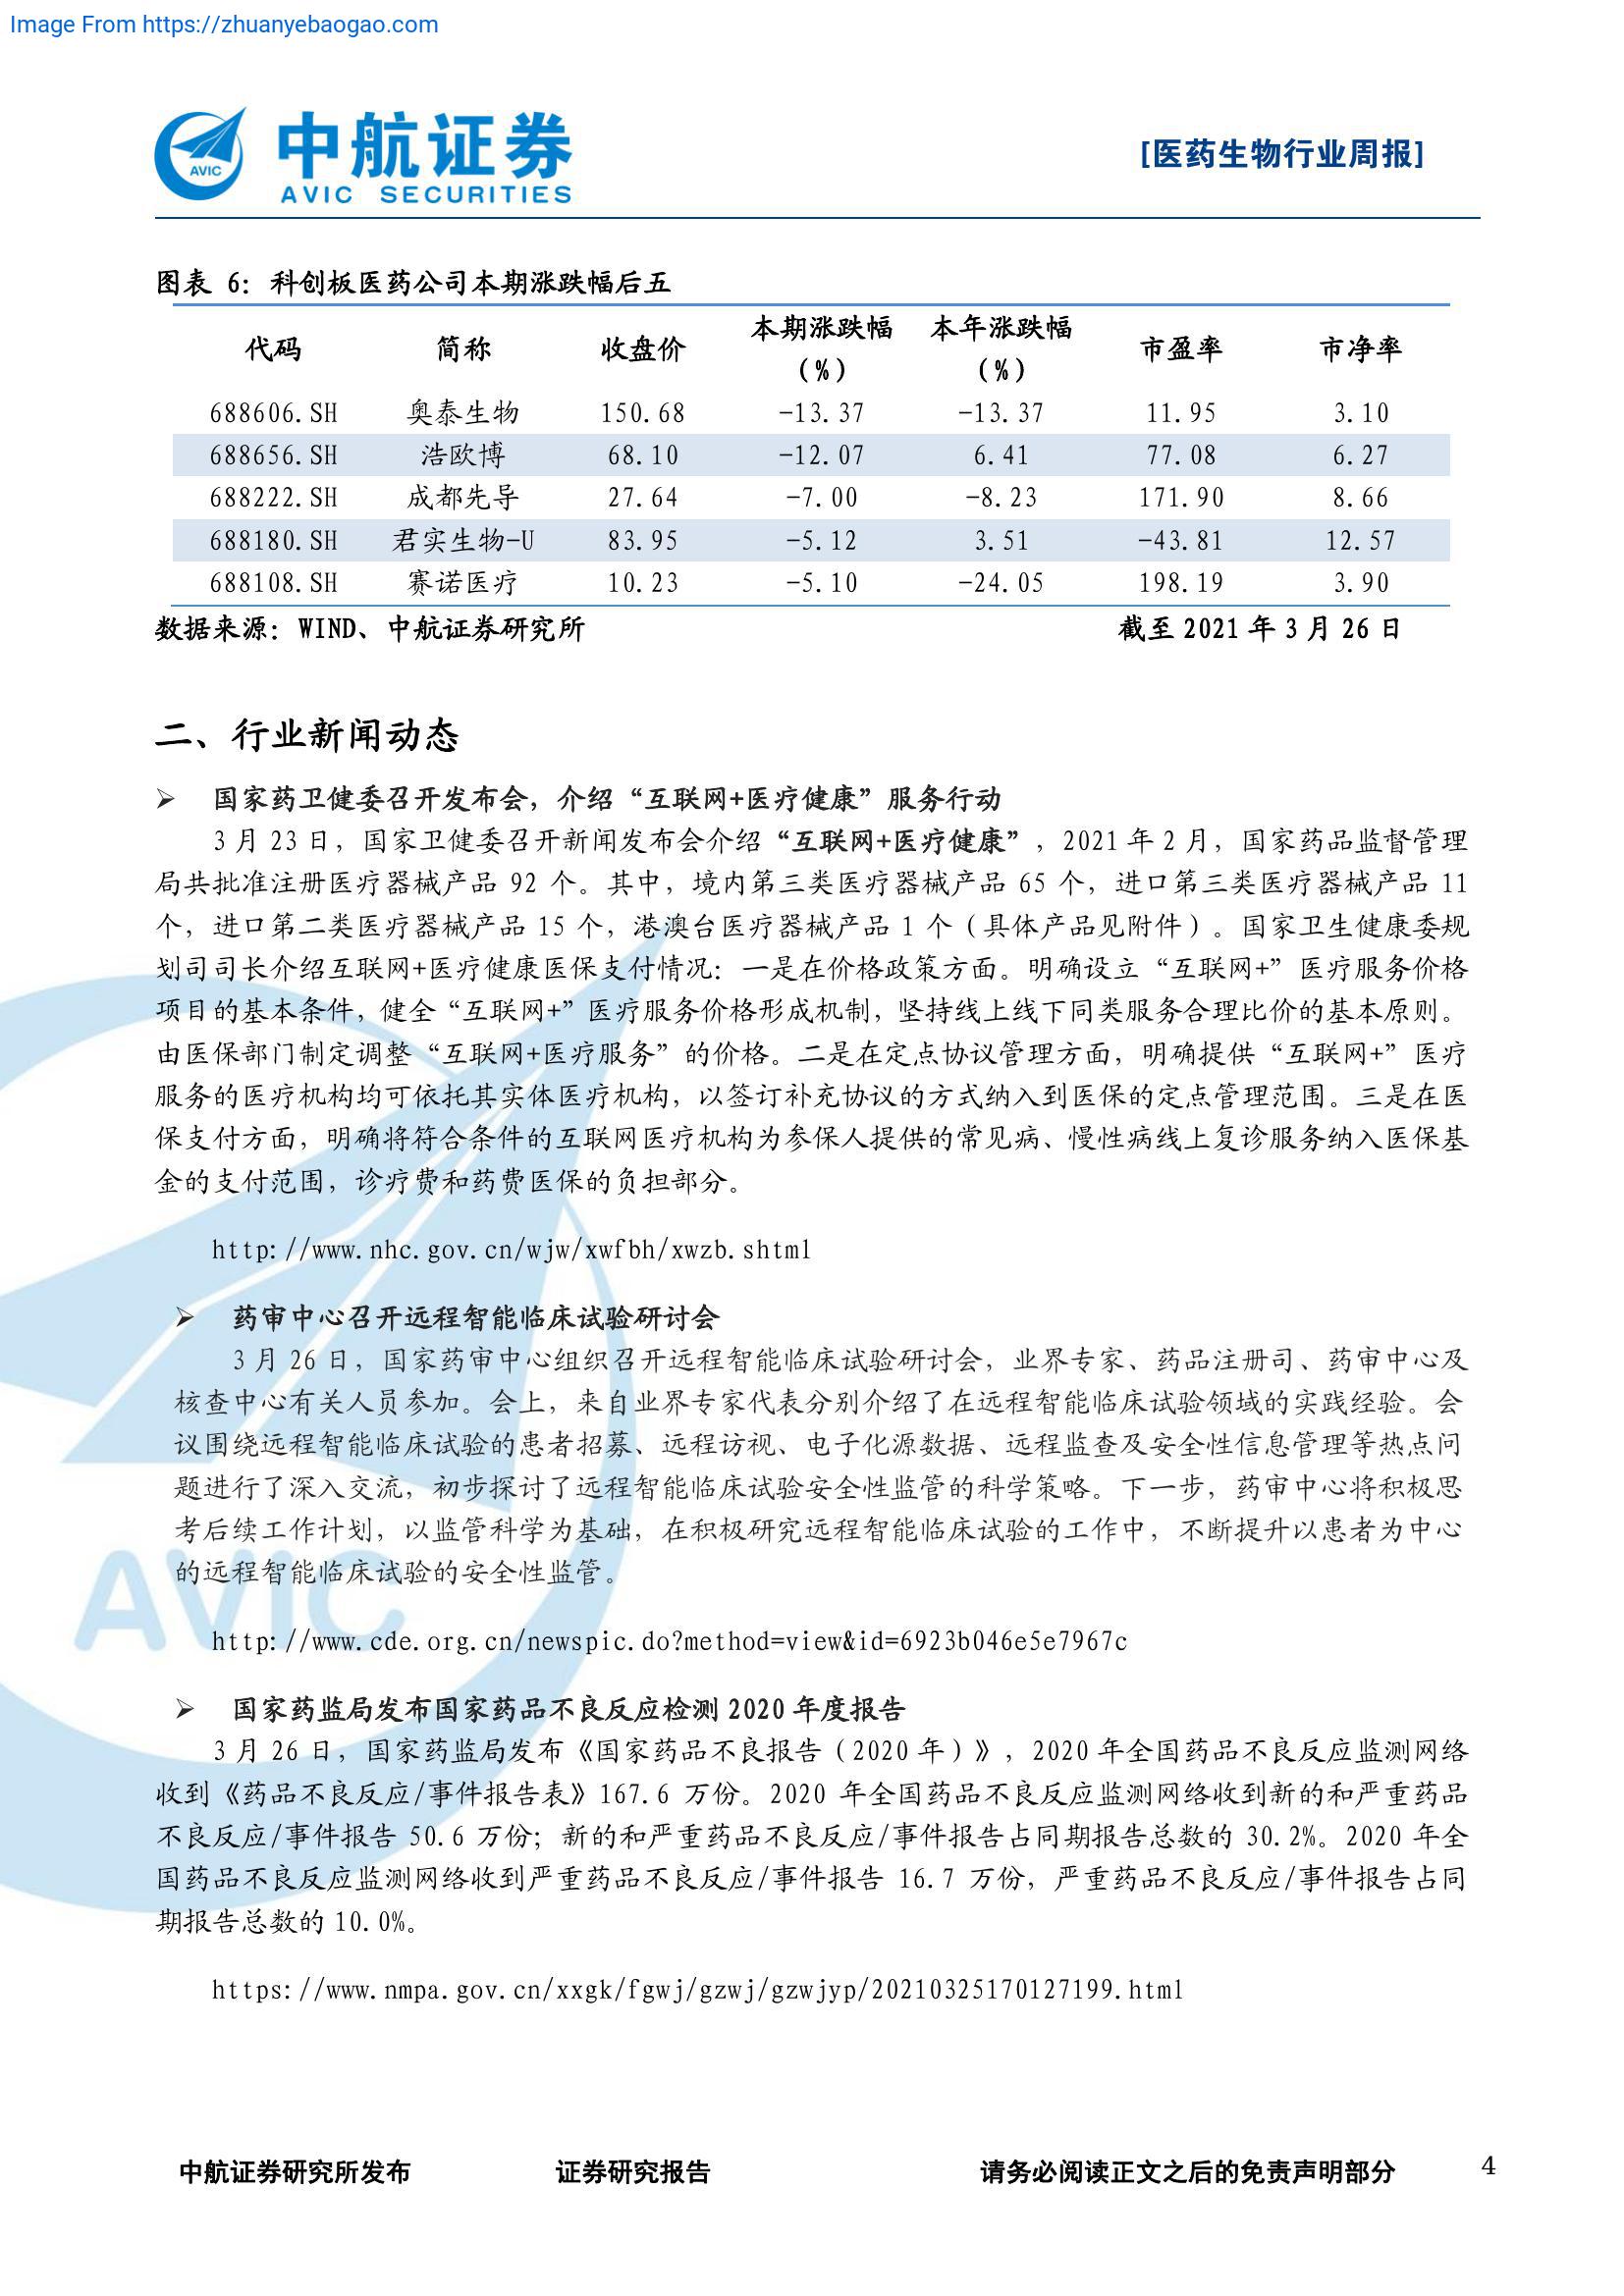 Image From https://zhuanyebaogao.com
AVIC
中航证券
AVIC SECURITIES
[医药生物行业周报]
图表 6：科创板医药公司本期涨跌幅后五
代码 简称 收盘价 本期涨跌幅（%） 本年涨跌幅（%） 市盈率 市净率
688606.SH 奥泰生物 150.68 -13.37 -13.37 11.95 3.10
688656.SH 浩欧博 68.10 -12.07 6.41 77.08 6.27
688222.SH 成都先导 27.64 -7.00 -8.23 171.90 8.66
688180.SH 君实生物-U 83.95 -5.12 3.51 -43.81 12.57
688108.SH 赛诺医疗 10.23 -5.10 -24.05 198.19 3.90
数据来源：WIND、中航证券研究所 截至 2021 年 3 月 26 日
二、行业新闻动态
➢ 国家药卫健委召开发布会，介绍“互联网+医疗健康”服务行动
3 月 23 日，国家卫健委召开新闻发布会介绍“互联网+医疗健康”，2021 年 2 月，国家药品监督管理
局共批准注册医疗器械产品 92 个。其中，境内第三类医疗器械产品 65 个，进口第三类医疗器械产品 11
个，进口第二类医疗器械产品 15 个，港澳台医疗器械产品 1 个（具体产品见附件）。国家卫生健康委规
划司司长介绍互联网+医疗健康医保支付情况：一是在价格政策方面。明确设立“互联网+”医疗服务价格
项目的基本条件，健全“互联网+”医疗服务价格形成机制，坚持线上线下同类服务合理比价的基本原则。
由医保部门制定调整“互联网+医疗服务”的价格。二是在定点协议管理方面，明确提供“互联网+”医疗
服务的医疗机构均可依托其实体医疗机构，以签订补充协议的方式纳入到医保的定点管理范围。三是在医
保支付方面，明确将符合条件的互联网医疗机构为参保人提供的常见病、慢性病线上复诊服务纳入医保基
金的支付范围，诊疗费和药费医保的负担部分。
http://www.nhc.gov.cn/wjw/xwfbh/xwzb.shtml
➢ 药审中心召开远程智能临床试验研讨会
3 月 26 日，国家药审中心组织召开远程智能临床试验研讨会，业界专家、药品注册司、药审中心及
核查中心有关人员参加。会上，来自业界专家代表分别介绍了在远程智能临床试验领域的实践经验。会
议围绕远程智能临床试验的患者招募、远程访视、电子化源数据、远程监查及安全性信息管理等热点问
题进行了深入交流，初步探讨了远程智能临床试验安全性监管的科学策略。下一步，药审中心将积极思
考后续工作计划，以监管科学为基础，在积极研究远程智能临床试验的工作中，不断提升以患者为中心
的远程智能临床试验的安全性监管。
AVIC
http://www.cde.org.cn/newspic.do?method=view&id=6923b046e5e7967c
➢ 国家药监局发布国家药品不良反应检测 2020 年度报告
3 月 26 日，国家药监局发布《国家药品不良报告（2020 年）》，2020 年全国药品不良反应监测网络
收到《药品不良反应/事件报告表》167.6 万份。2020 年全国药品不良反应监测网络收到新的和严重药品
不良反应/事件报告 50.6 万份；新的和严重药品不良反应/事件报告占同期报告总数的 30.2%。2020 年全
国药品不良反应监测网络收到严重药品不良反应/事件报告 16.7 万份，严重药品不良反应/事件报告占同
期报告总数的 10.0%。
https://www.nmpa.gov.cn/xxgk/fgwj/gzwj/gzwjyp/20210325170127199.html
中航证券研究所发布 证券研究报告 请务必阅读正文之后的免责声明部分 4